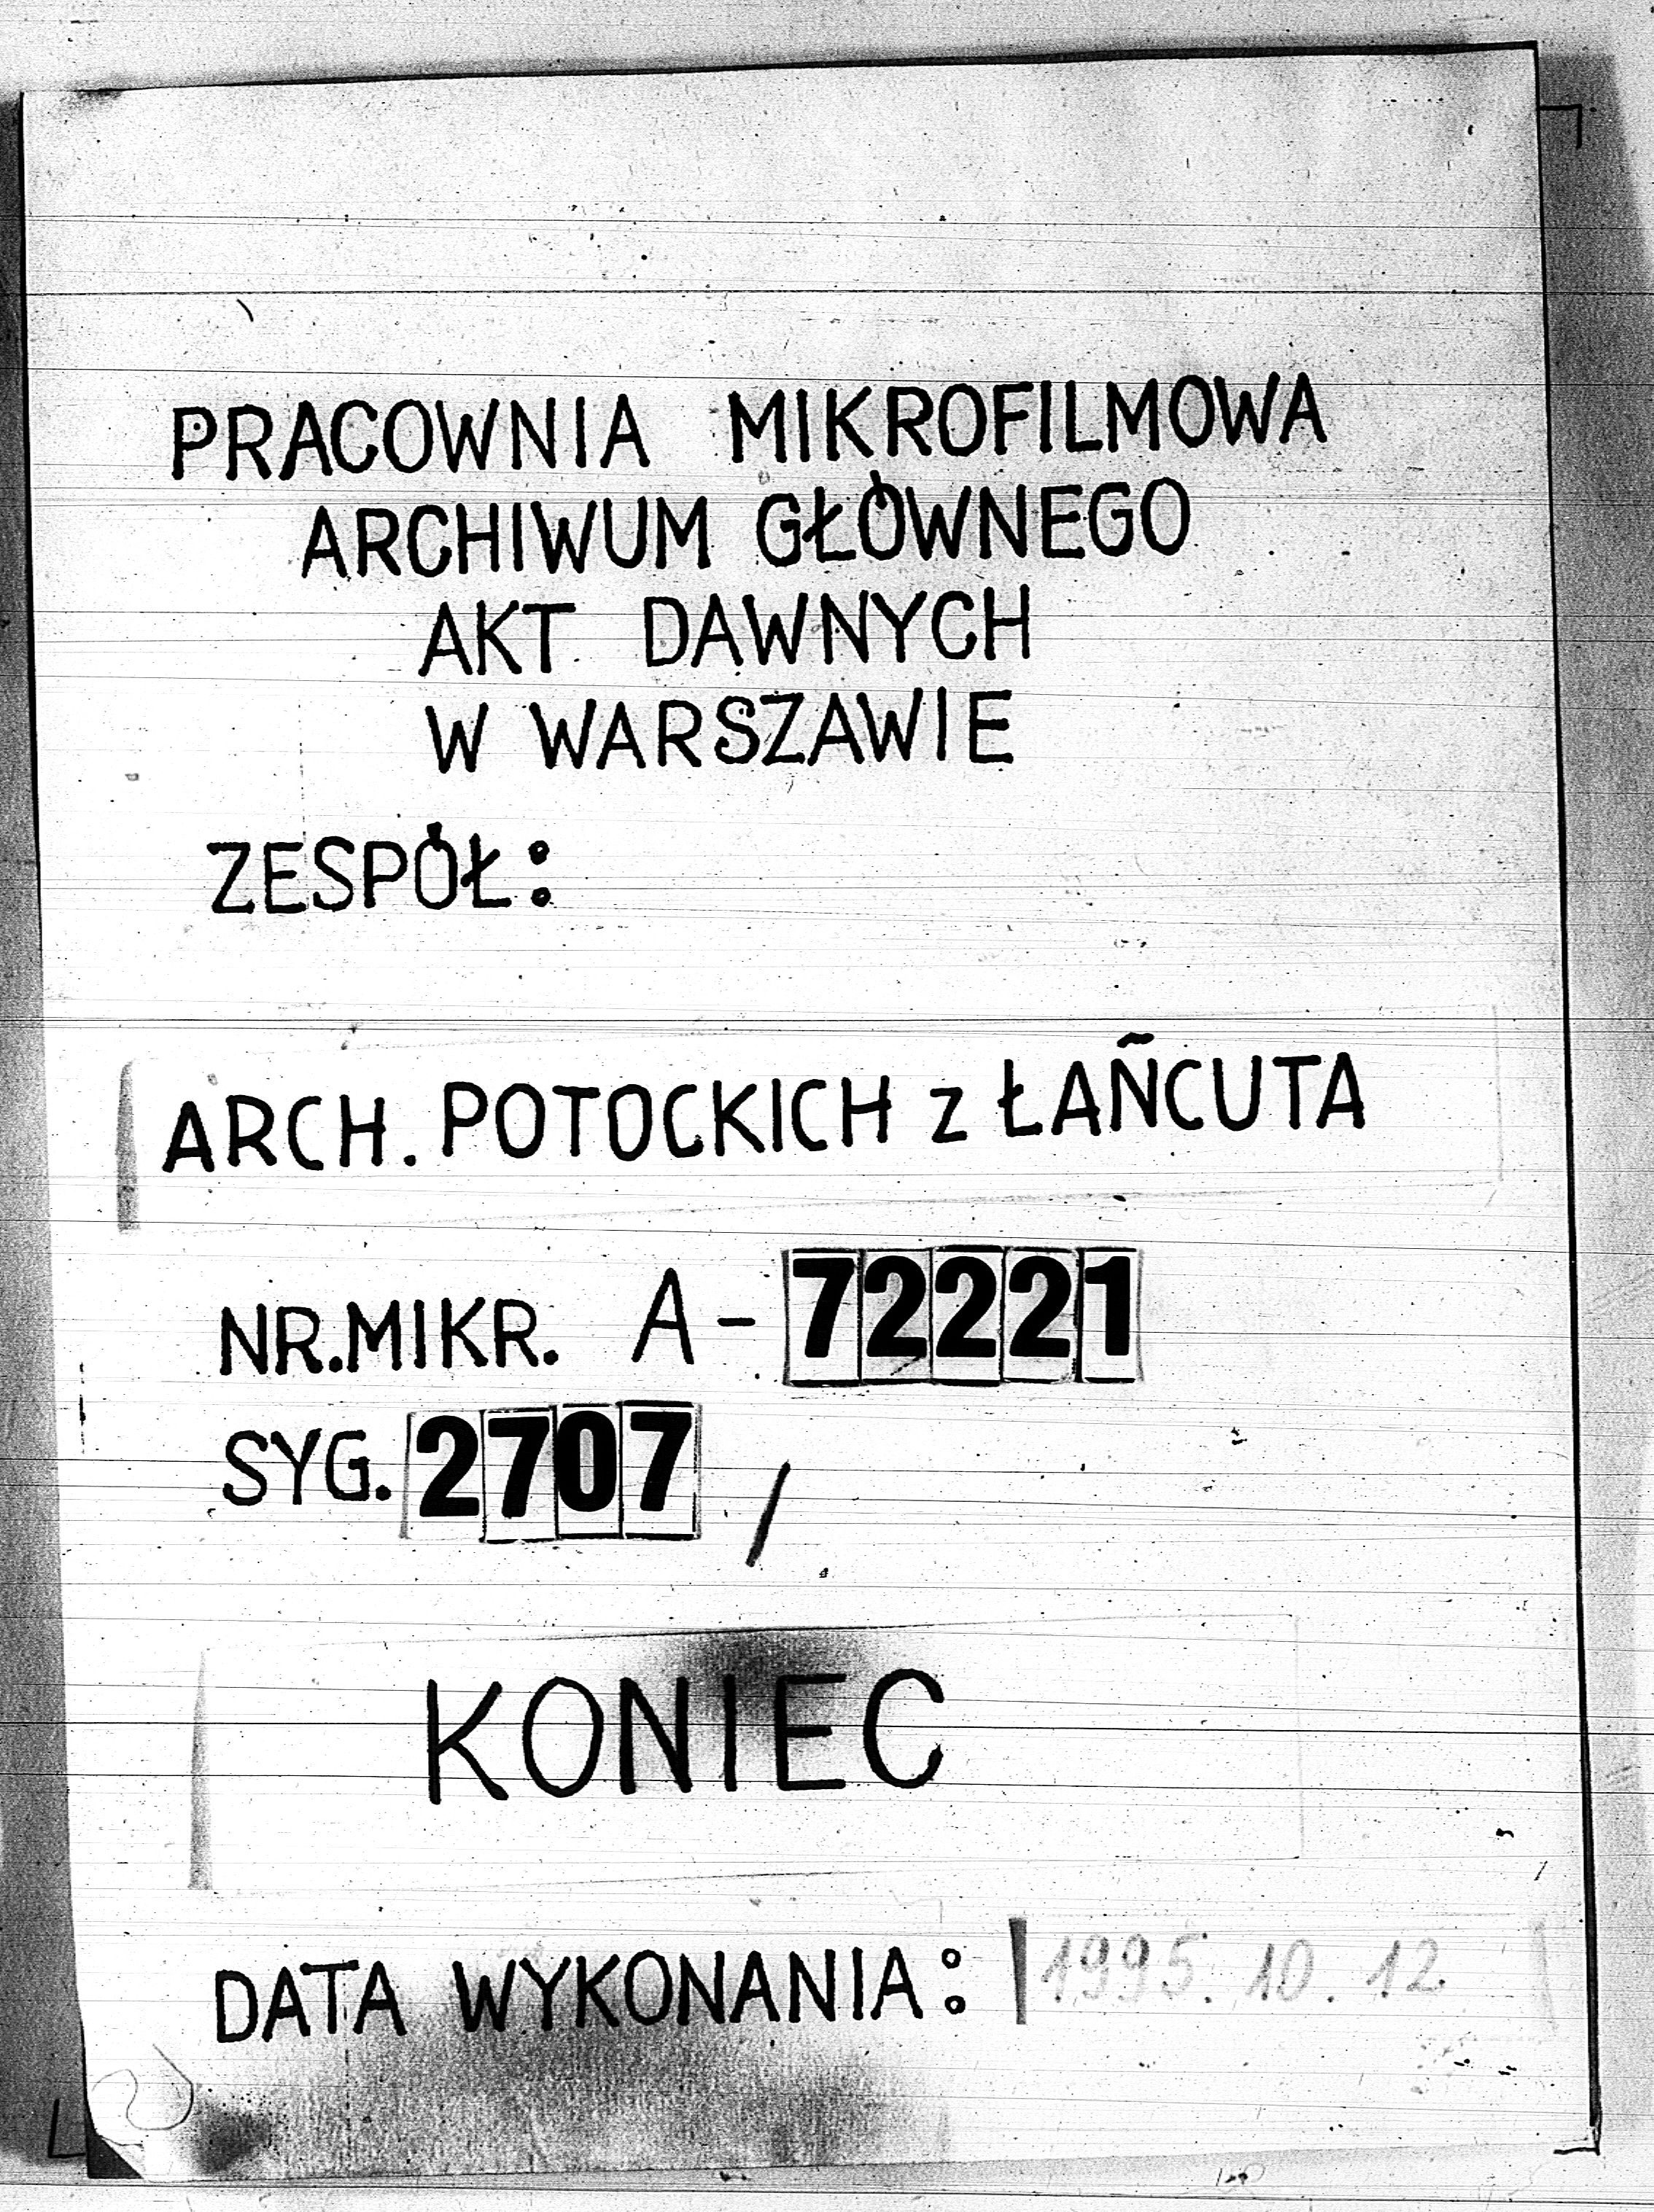 PRACOWNIA MIKROFILMOWA
ARCHIWUM GŁÓWNEGO
AKT DAWNYCH
W WARSZAWIE
ZESPÓŁ:
ARCH. POTOCKICH z ŁAŃCUTA
NR.MIKR. A-72221
SYG. 2707 /
KONIEC
DATA WYKONANIA: 1995.10.12.